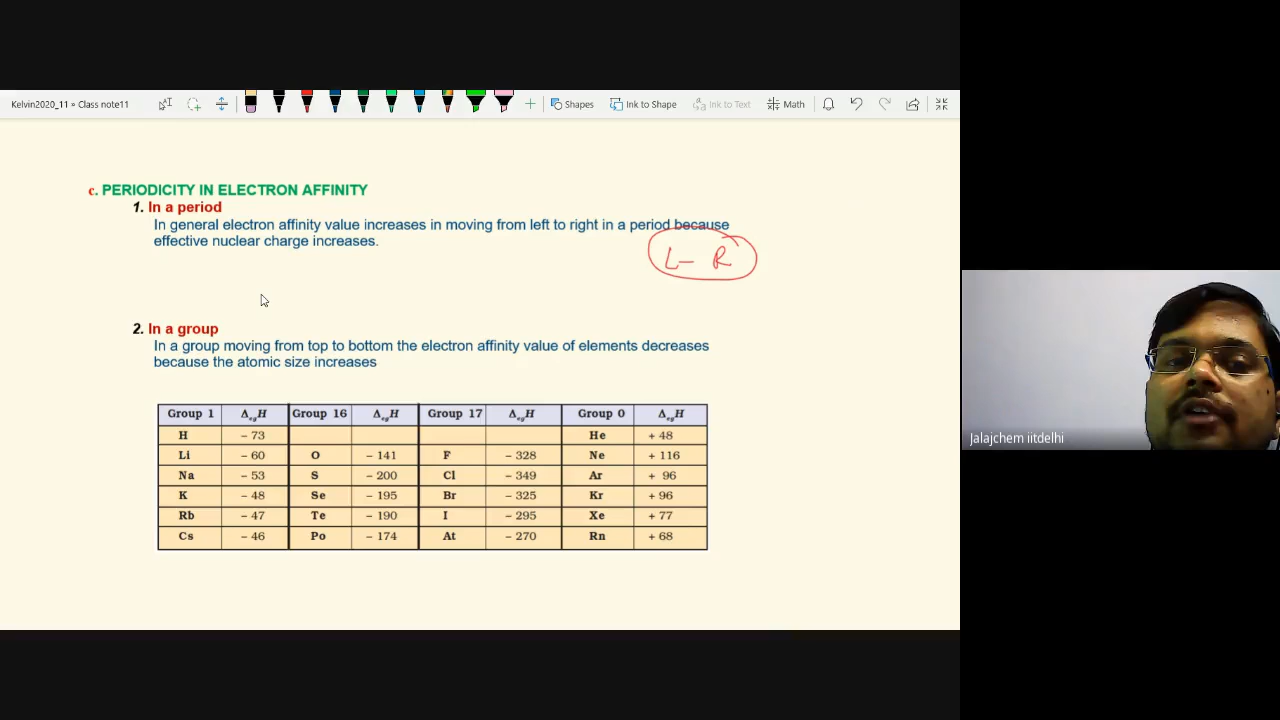 Kelvin2020_11 » Class note11
Shapes
Ink to Shape
Ink to Text
Math
c. PERIODICITY IN ELECTRON AFFINITY
1. In a period
In general electron affinity value increases in moving from left to right in a period because
effective nuclear charge increases.
L– R
2. In a group
In a group moving from top to bottom the electron affinity value of elements decreases
because the atomic size increases
Group 1 ΔegH Group 16 ΔegH Group 17 ΔegH Group 0 ΔegH
H – 73 He + 48
Li – 60 O – 141 F – 328 Ne + 116
Na – 53 S – 200 Cl – 349 Ar + 96
K – 48 Se – 195 Br – 325 Kr + 96
Rb – 47 Te – 190 I – 295 Xe + 77
Cs – 46 Po – 174 At – 270 Rn + 68
Jalajchem iitdelhi